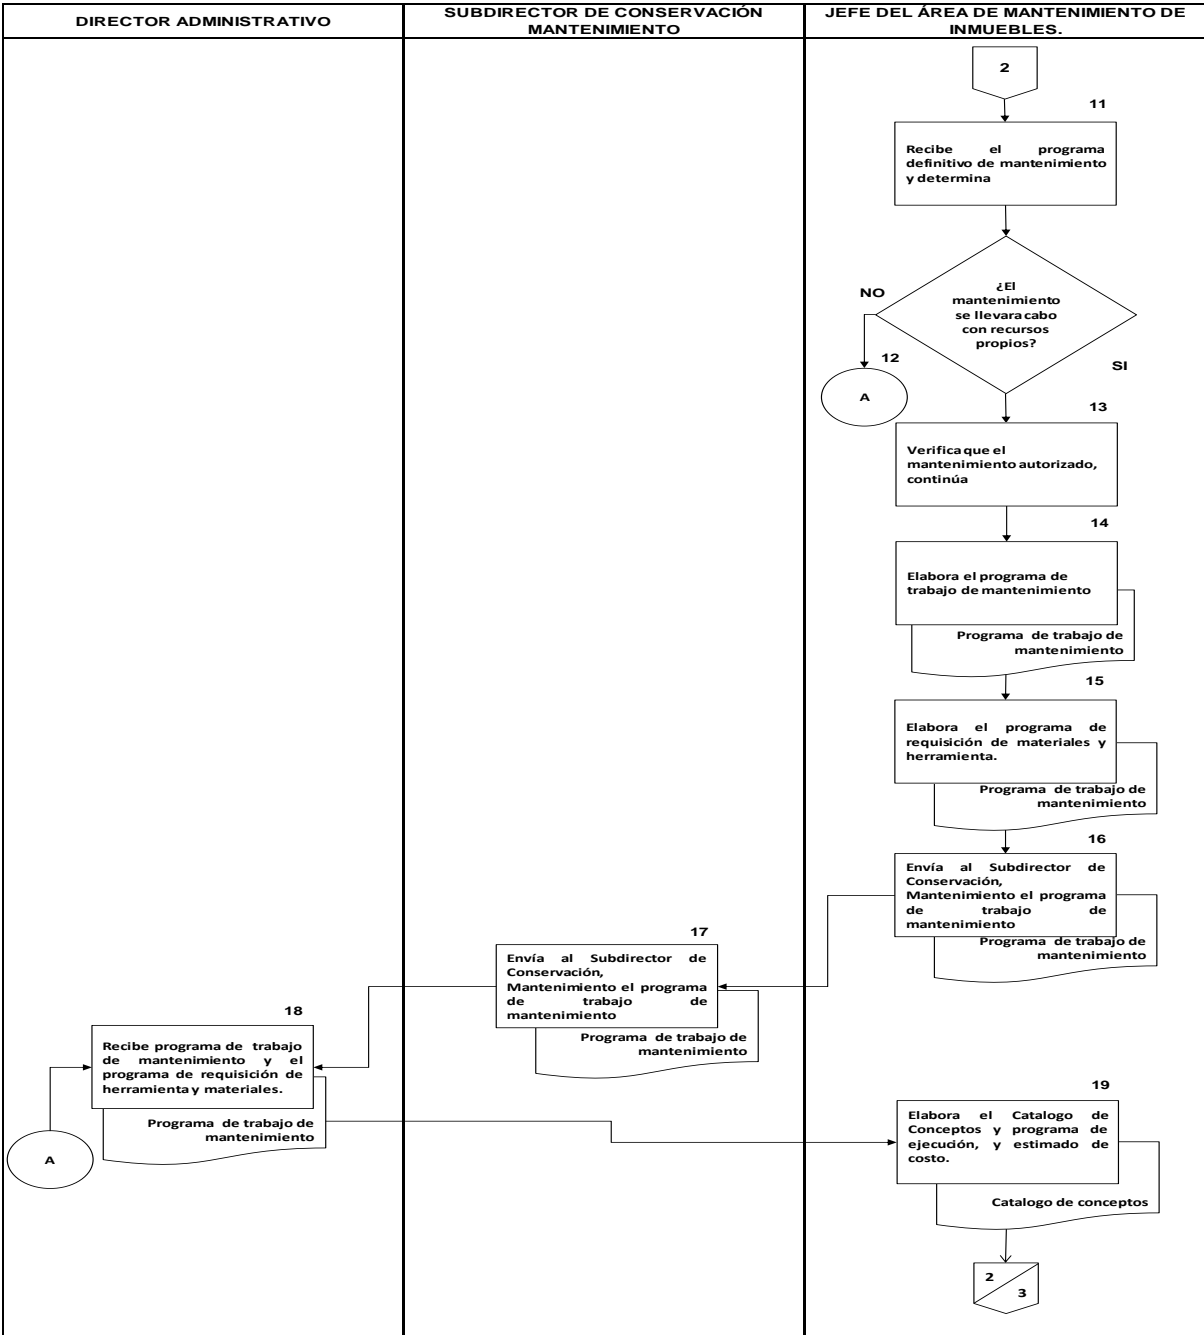 DIRECTOR ADMINISTRATIVO
SUBDIRECTOR DE CONSERVACIÓN
MANTENIMIENTO
JEFE DEL ÁREA DE MANTENIMIENTO DE
INMUEBLES.
2
11
Recibe el programa
definitivo de mantenimiento
y determina
¿El
mantenimiento
se llevara cabo
con recursos
propios?
NO
SI
12
A
13
Verifica que el
mantenimiento autorizado,
continúa
14
Elabora el programa de
trabajo de mantenimiento
Programa de trabajo de
mantenimiento
15
Elabora el programa de
requisición de materiales y
herramienta.
Programa de trabajo de
mantenimiento
16
Envía al Subdirector de
Conservación,
Mantenimiento el programa
de trabajo de
mantenimiento
Programa de trabajo de
mantenimiento
17
Envía al Subdirector de
Conservación,
Mantenimiento el programa
de trabajo de
mantenimiento
Programa de trabajo de
mantenimiento
18
Recibe programa de trabajo
de mantenimiento y el
programa de requisición de
herramienta y materiales.
Programa de trabajo de
mantenimiento
A
19
Elabora el Catalogo de
Conceptos y programa de
ejecución, y estimado de
costo.
Catalogo de conceptos
2
3